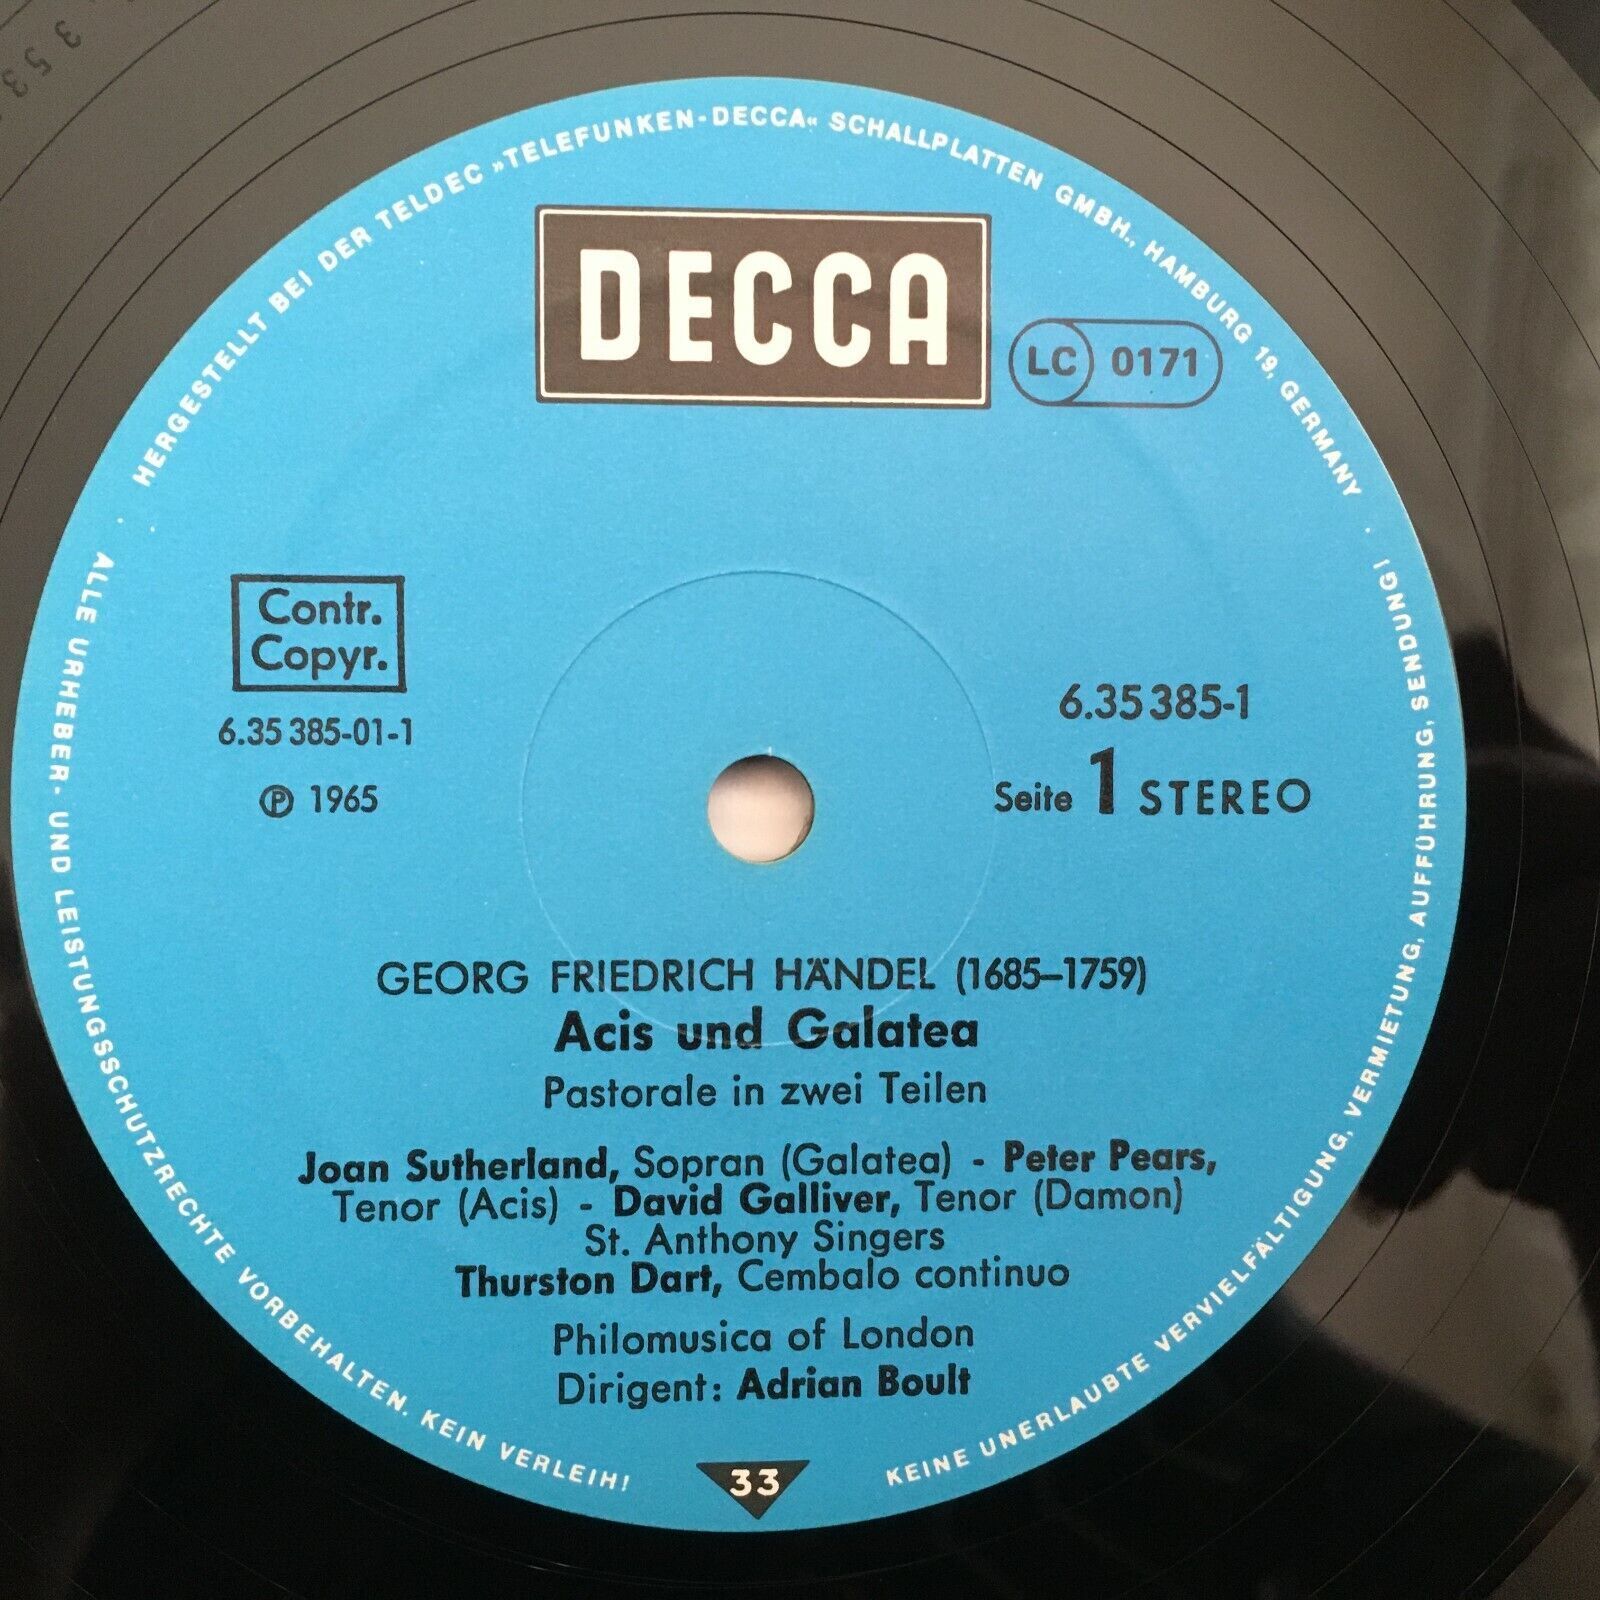 HERGESTELLT BEI DER TELDEC »TELEFUNKEN-DECCA« SCHALLPLATTEN GMBH., HAMBURG 19, GERMANY
DECCA
LC 0171
Contr.
Copyr.
6.35 385-01-1
℗ 1965
6.35 385-1
Seite 1 STEREO
GEORG FRIEDRICH HÄNDEL (1685–1759)
Acis und Galatea
Pastorale in zwei Teilen
Joan Sutherland, Sopran (Galatea) - Peter Pears,
Tenor (Acis) - David Galliver, Tenor (Damon)
St. Anthony Singers
Thurston Dart, Cembalo continuo
Philomusica of London
Dirigent: Adrian Boult
33
ALLE URHEBER- UND LEISTUNGSSCHUTZRECHTE VORBEHALTEN. KEIN VERLEIH!
KEINE UNERLAUBTE VERVIELFÄLTIGUNG, VERMIETUNG, AUFFÜHRUNG, SENDUNG!